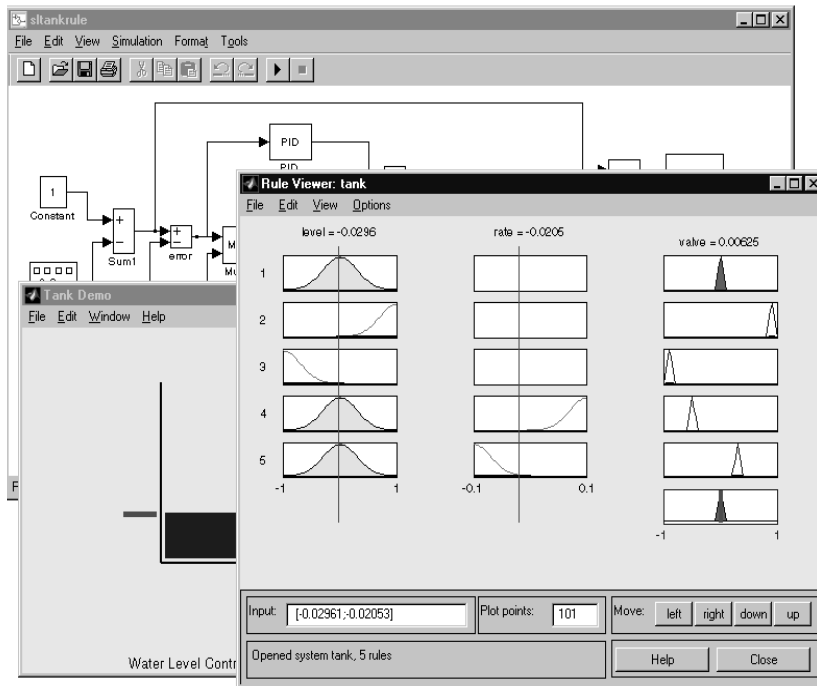 sltankrule
File Edit View Simulation Format Tools
PID
PID
1
Constant
Sum1
error
Rule Viewer: tank
File Edit View Options
level = -0.0296
rate = -0.0205
valve = 0.00625
1
2
3
4
5
-1 1
-0.1 0.1
-1 1
Tank Demo
File Edit Window Help
Water Level Contr
Input: [-0.02961;-0.02053]
Plot points: 101
Move: left right down up
Opened system tank, 5 rules
Help Close